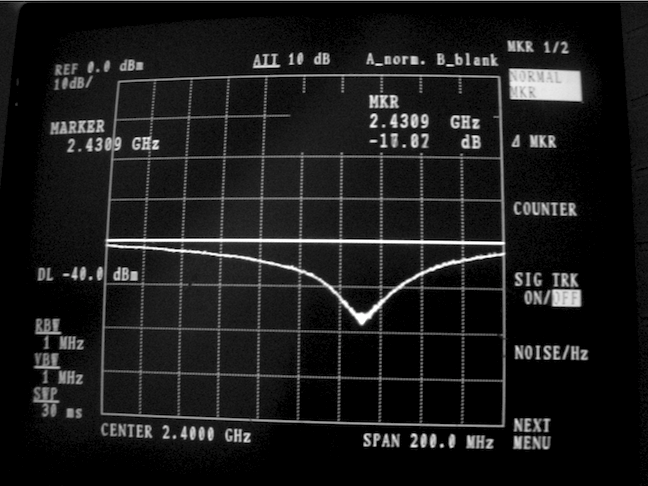 MKR 1/2
REF 0.0 dBm
ATT 10 dB
A_norm. B_blank
10dB/
NORMAL
MKR
MARKER
2.4309 GHz
MKR
2.4309 GHz
dB
Δ MKR
COUNTER
DL -40.0 dBm
SIG TRK
ON/OFF
RBW
1 MHz
VBW
1 MHz
SWP
30 ms
NOISE/Hz
CENTER 2.4000 GHz
SPAN 200.0 MHz
NEXT
MENU